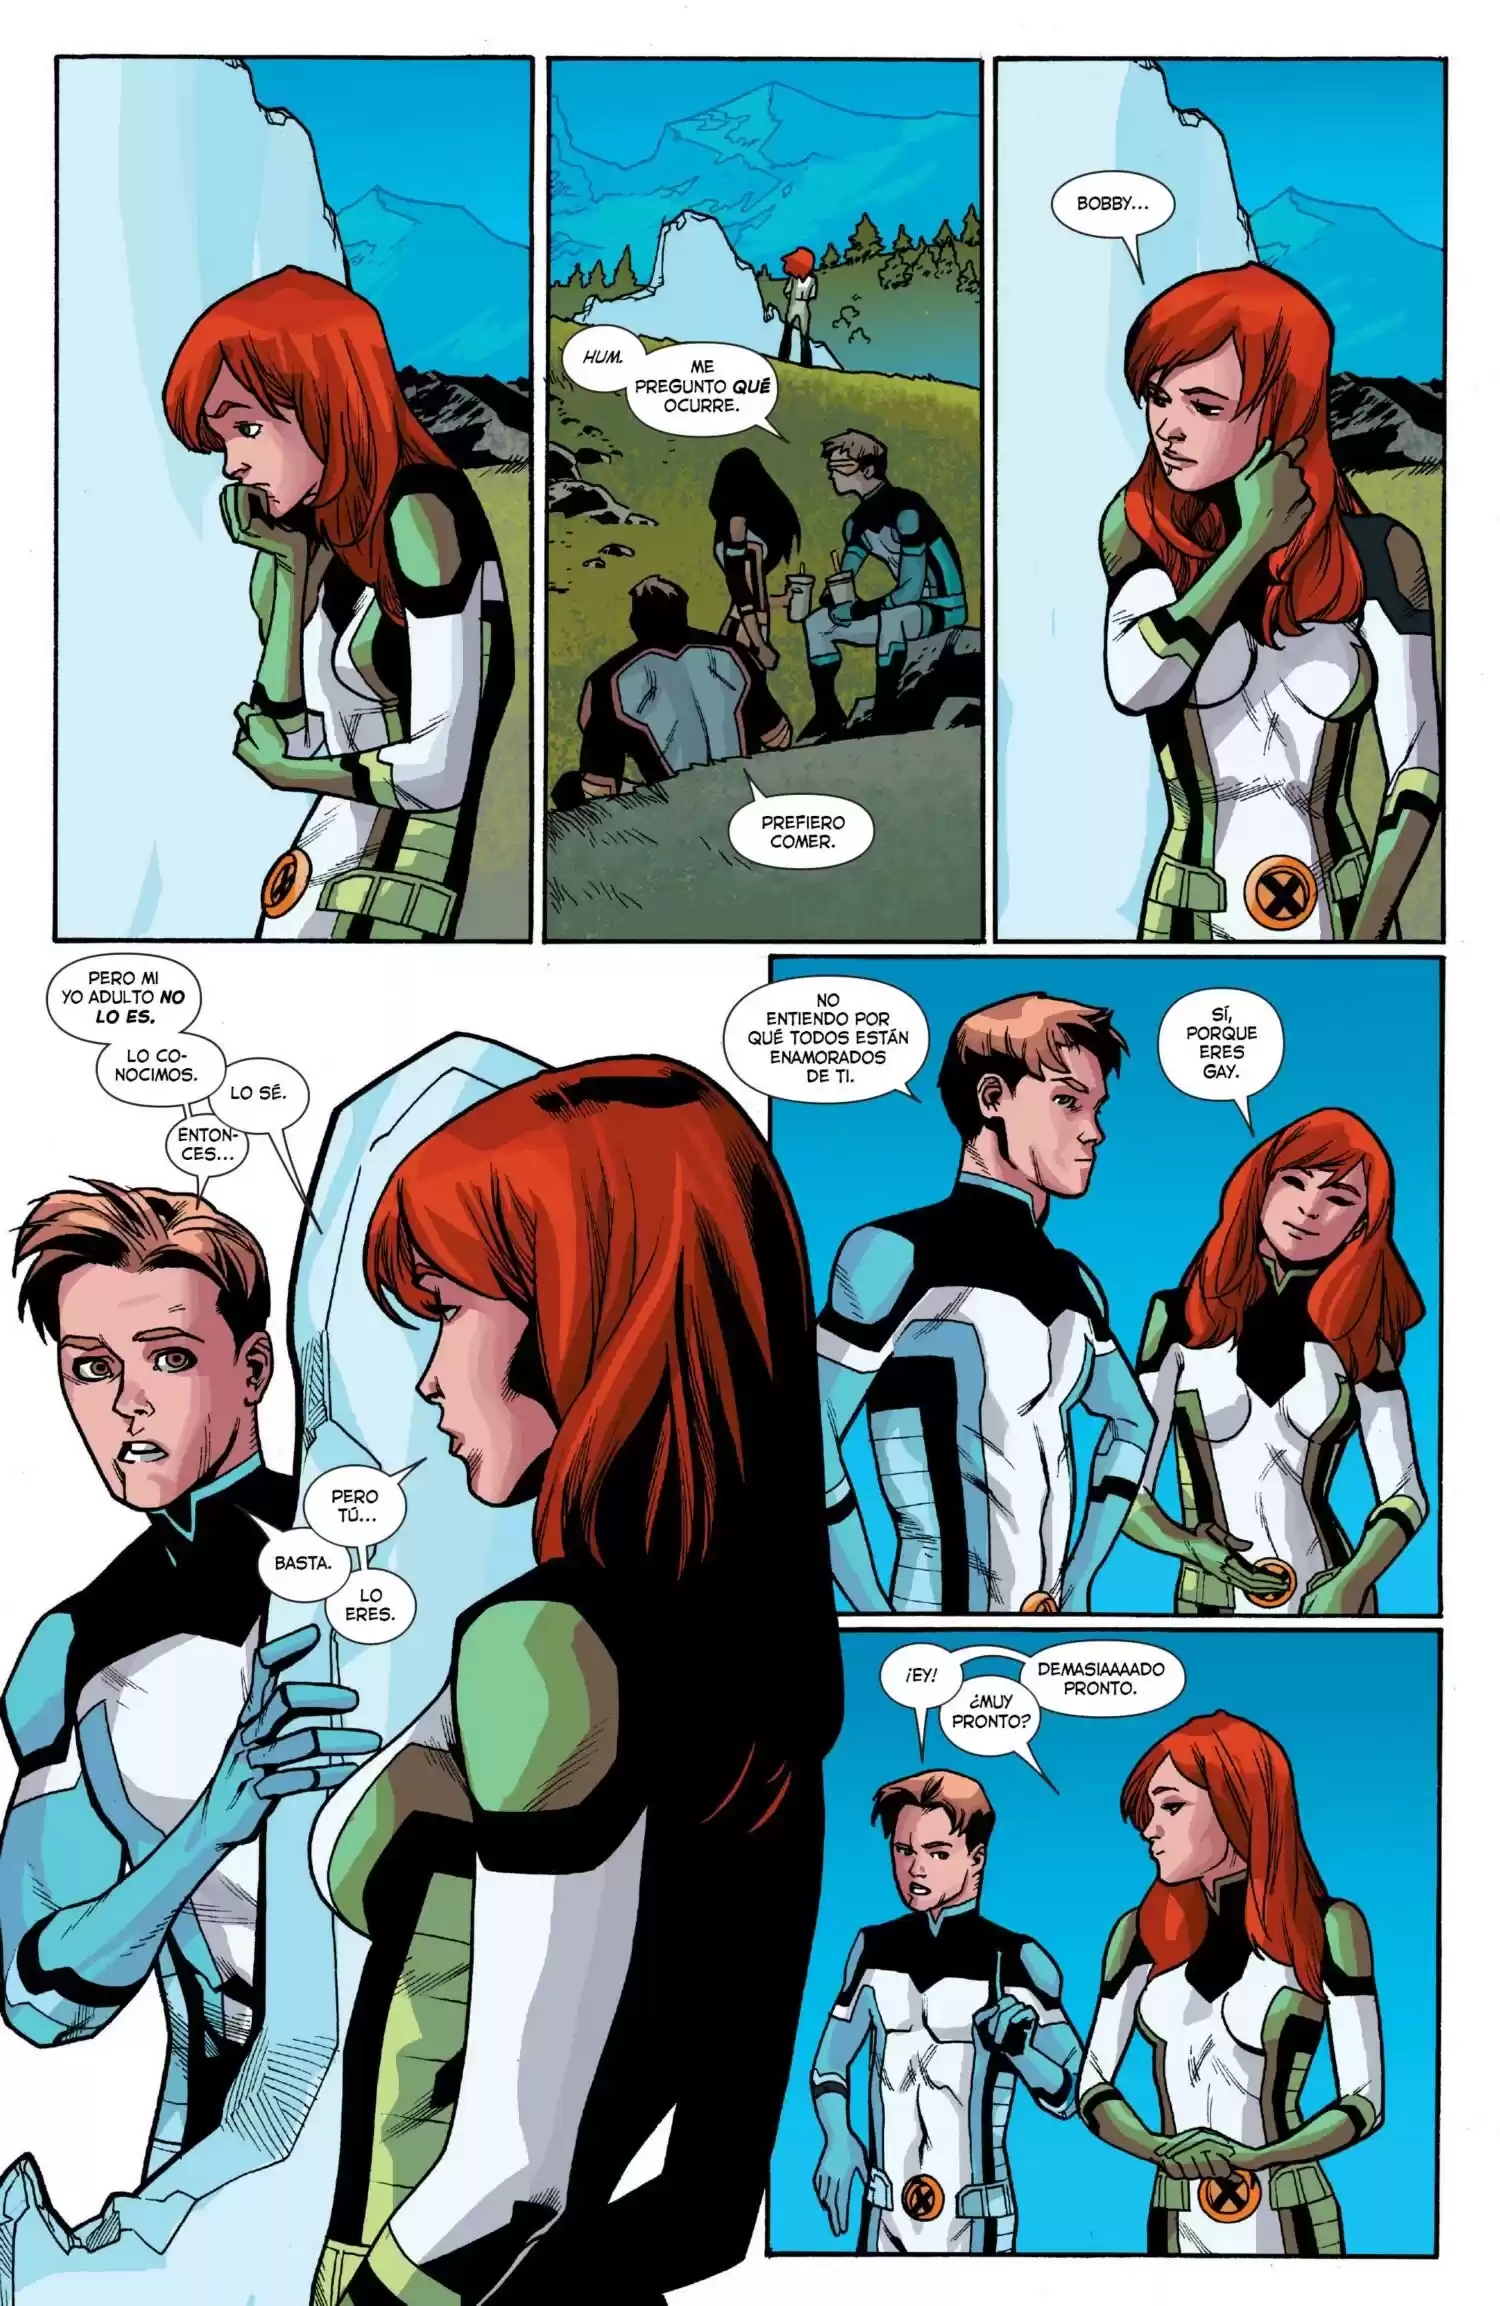 HUM.
ME
PREGUNTO QUÉ
OCURRE.
PREFIERO
COMER.
BOBBY...
PERO MI
YO ADULTO NO
LO ES.
LO CO-
NOCIMOS.
LO SÉ.
ENTON-
CES...
PERO
TÚ...
BASTA.
LO
ERES.
NO
ENTIENDO POR
QUÉ TODOS ESTÁN
ENAMORADOS
DE TI.
SÍ,
PORQUE
ERES
GAY.
¡EY!
¿MUY
PRONTO?
DEMASIAAAADO
PRONTO.